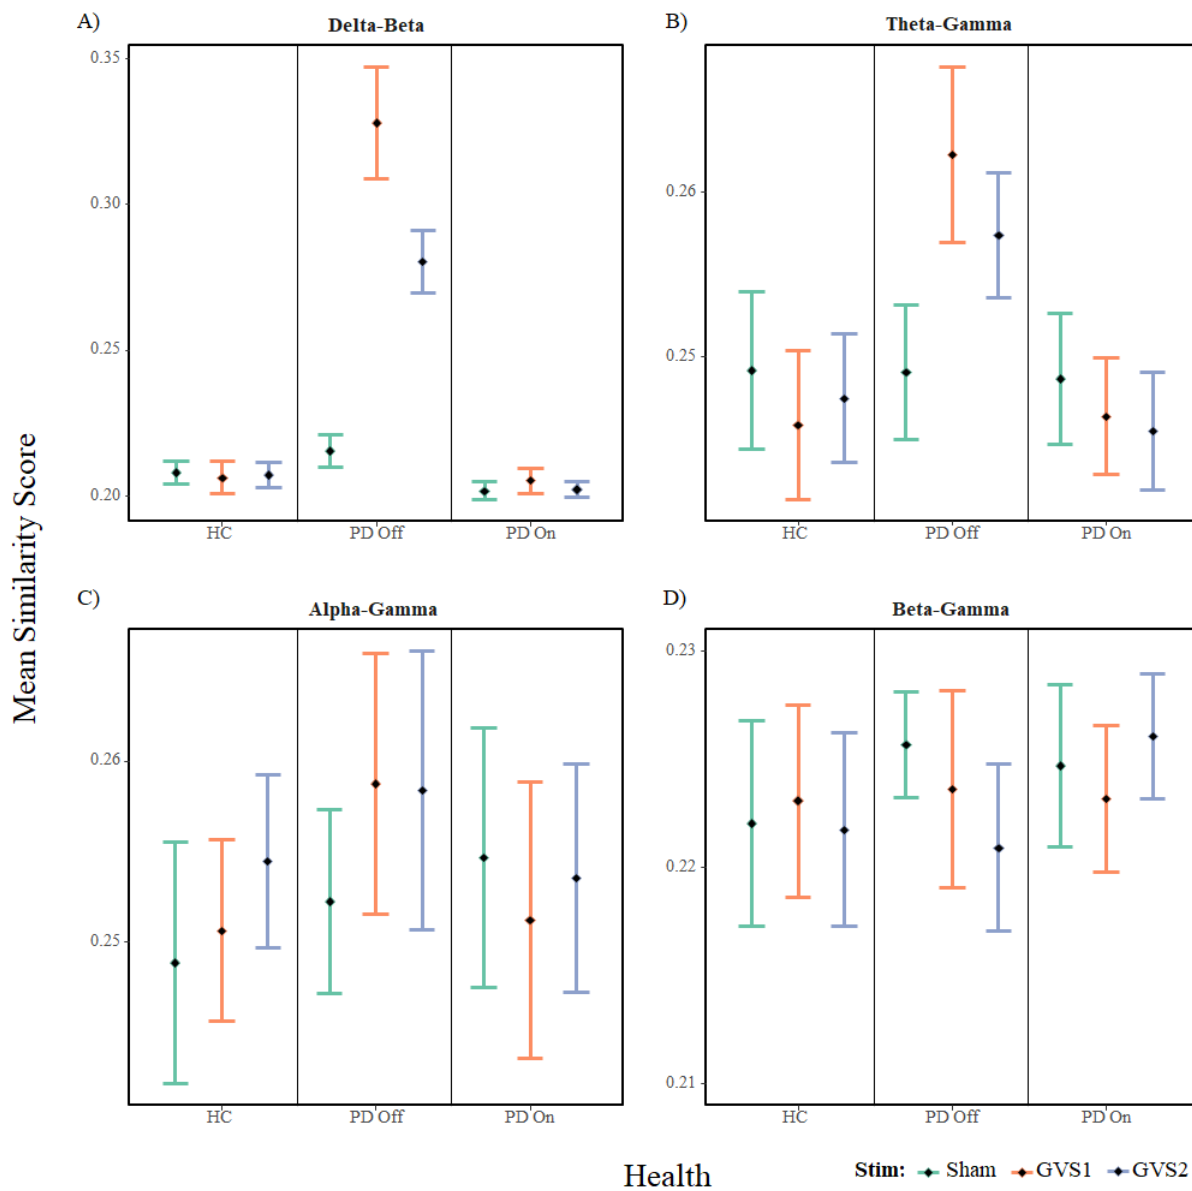 A)
Delta-Beta
0.35
0.30
0.25
0.20
HC PD Off PD On
B)
Theta-Gamma
0.26
0.25
HC PD Off PD On
Mean Similarity Score
C)
Alpha-Gamma
0.26
0.25
HC PD Off PD On
D)
Beta-Gamma
0.23
0.22
0.21
HC PD Off PD On
Health
Stim: Sham GVS1 GVS2